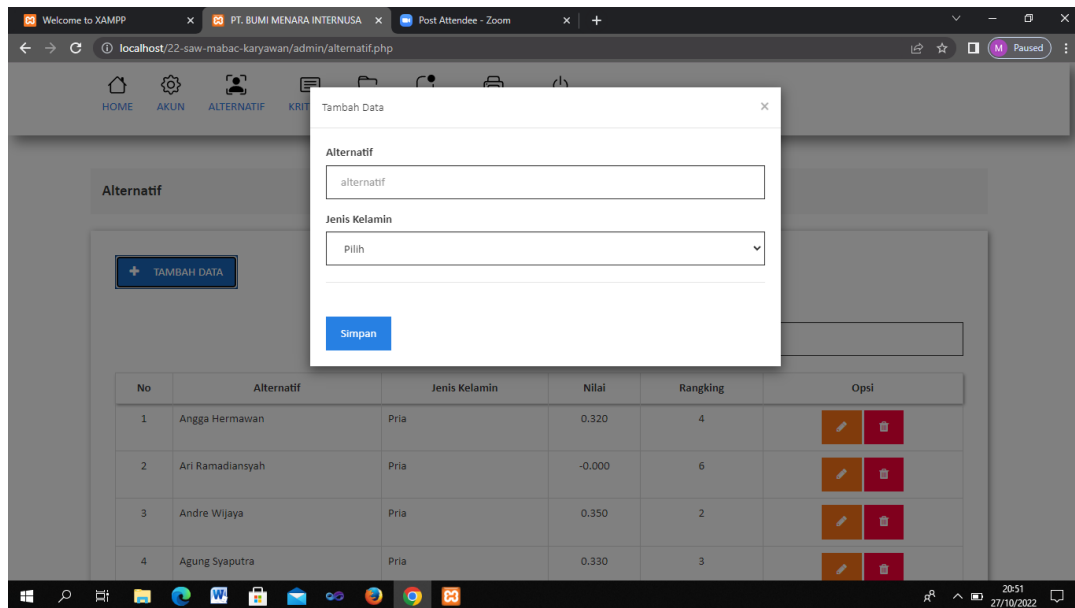 Welcome to XAMPP
PT. BUMI MENARA INTERNUSA
Post Attendee - Zoom
localhost/22-saw-mabac-karyawan/admin/alternatif.php
M Paused
HOME AKUN ALTERNATIF KRIT
Tambah Data
Alternatif
alternatif
Jenis Kelamin
Pilih
Simpan
Alternatif
TAMBAH DATA
No Alternatif Jenis Kelamin Nilai Rangking Opsi
1 Angga Hermawan Pria 0.320 4
2 Ari Ramadiansyah Pria -0.000 6
3 Andre Wijaya Pria 0.350 2
4 Agung Syaputra Pria 0.330 3
20:51
27/10/2022